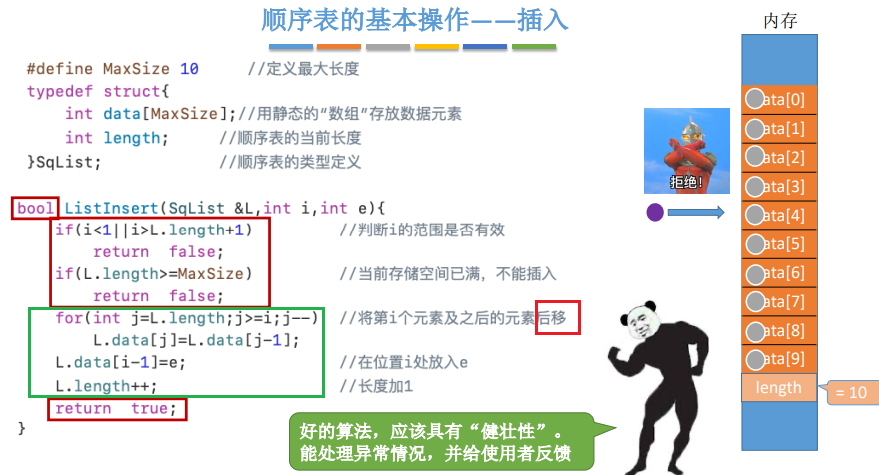 顺序表的基本操作——插入
#define MaxSize 10 //定义最大长度
typedef struct{
int data[MaxSize];//用静态的“数组”存放数据元素
int length; //顺序表的当前长度
}SqList; //顺序表的类型定义
bool ListInsert(SqList &L,int i,int e){
if(i<1||i>L.length+1) //判断i的范围是否有效
return false;
if(L.length>=MaxSize) //当前存储空间已满，不能插入
return false;
for(int j=L.length;j>=i;j--) //将第i个元素及之后的元素后移
L.data[j]=L.data[j-1];
L.data[i-1]=e; //在位置i处放入e
L.length++; //长度加1
return true;
}
好的算法，应该具有“健壮性”。
能处理异常情况，并给使用者反馈
拒绝!
内存
ata[0]
ata[1]
ata[2]
ata[3]
ata[4]
ata[5]
ata[6]
ata[7]
ata[8]
ata[9]
length
= 10